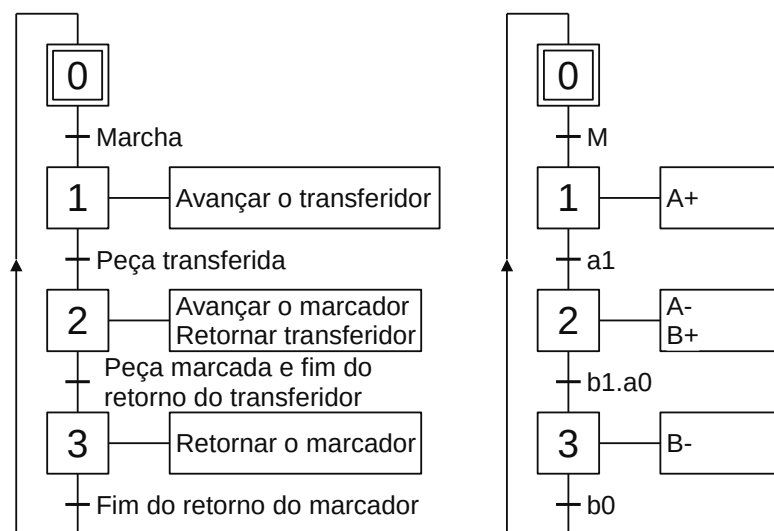 0
Marcha
1
Avançar o transferidor
Peça transferida
2
Avançar o marcador
Retornar transferidor
Peça marcada e fim do
retorno do transferidor
3
Retornar o marcador
Fim do retorno do marcador
0
M
1
A+
a1
2
A-
B+
b1.a0
3
B-
b0